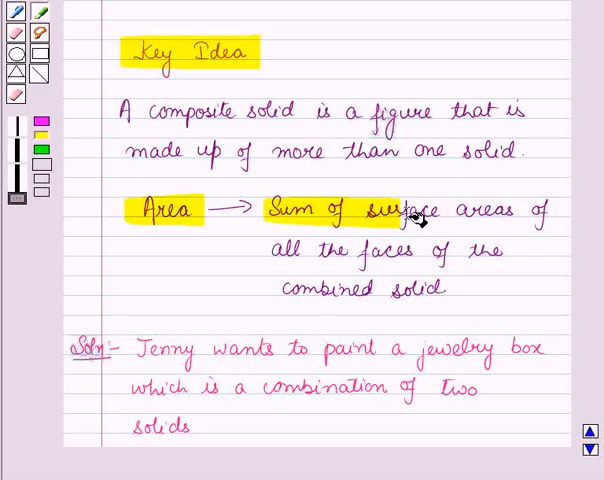 Key Idea
A composite solid is a figure that is
made up of more than one solid.
Area → Sum of surface areas of
all the faces of the
combined solid
Soln:- Jenny wants to paint a jewelry box
which is a combination of two
solids